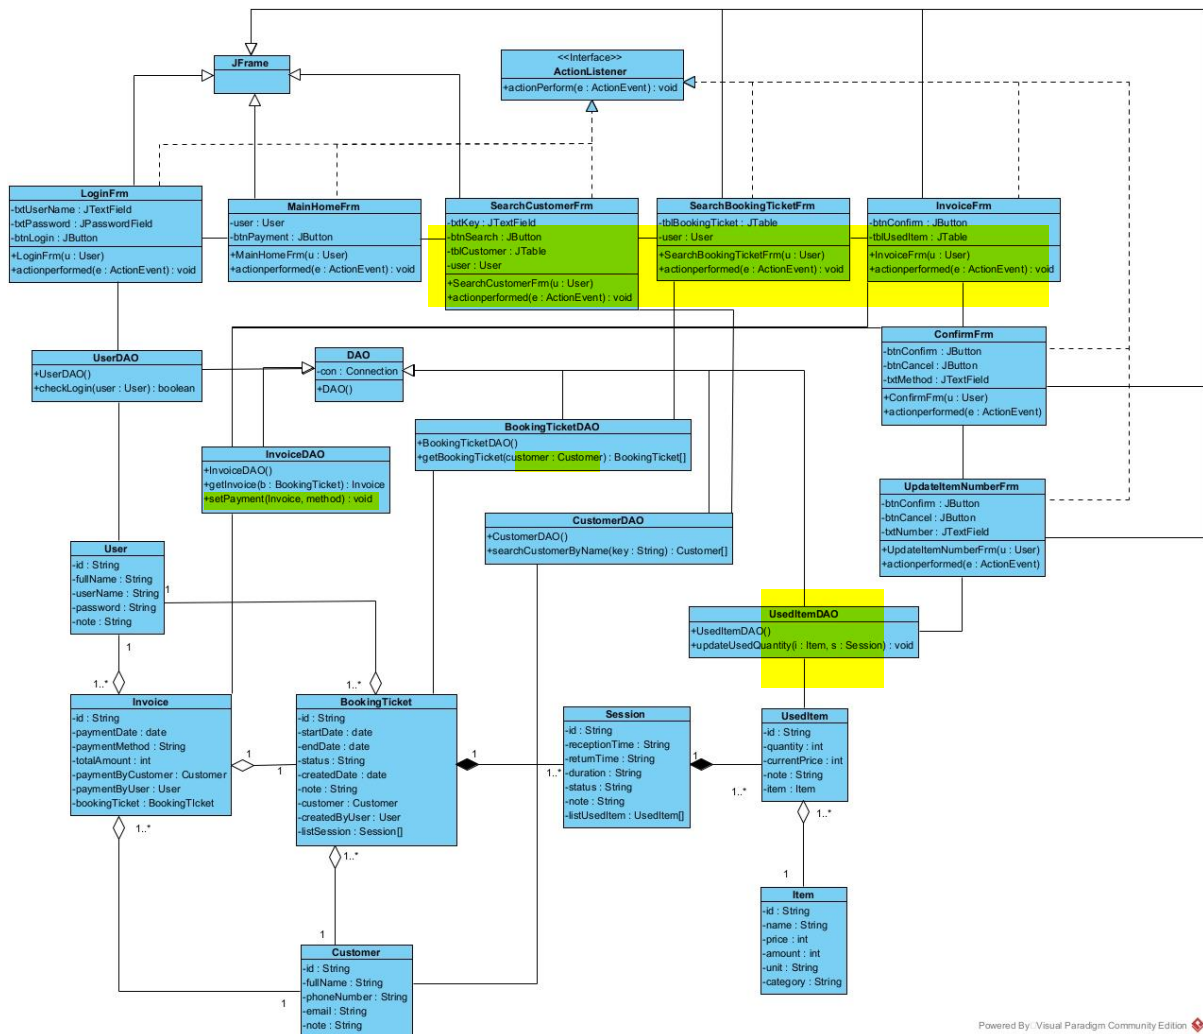 JFrame
<<Interface>>
ActionListener
+actionPerform(e : ActionEvent) : void
LoginFrm
-txtUserName : JTextField
-txtPassword : JPasswordField
-btnLogin : JButton
+LoginFrm(u : User)
+actionperformed(e : ActionEvent) : void
MainHomeFrm
-user : User
-btnPayment : JButton
+MainHomeFrm(u : User)
+actionperformed(e : ActionEvent) : void
SearchCustomerFrm
-txtKey : JTextField
-btnSearch : JButton
-tblCustomer : JTable
-user : User
+SearchCustomerFrm(u : User)
+actionperformed(e : ActionEvent) : void
SearchBookingTicketFrm
-tblBookingTicket : JTable
-user : User
+SearchBookingTicketFrm(u : User)
+actionperformed(e : ActionEvent) : void
InvoiceFrm
-btnConfirm : JButton
-tblUsedItem : JTable
+InvoiceFrm(u : User)
+actionperformed(e : ActionEvent) : void
UserDAO
+UserDAO()
+checkLogin(user : User) : boolean
DAO
-con : Connection
+DAO()
ConfirmFrm
-btnConfirm : JButton
-btnCancel : JButton
-txtMethod : JTextField
+ConfirmFrm(u : User)
+actionperformed(e : ActionEvent)
InvoiceDAO
+InvoiceDAO()
+getInvoice(b : BookingTicket) : Invoice
+setPayment(Invoice, method) : void
BookingTicketDAO
+BookingTicketDAO()
+getBookingTicket(customer : Customer) : BookingTicket[]
CustomerDAO
+CustomerDAO()
+searchCustomerByName(key : String) : Customer[]
UpdateItemNumberFrm
-btnConfirm : JButton
-btnCancel : JButton
-txtNumber : JTextField
+UpdateItemNumberFrm(u : User)
+actionperformed(e : ActionEvent)
User
-id : String
-fullName : String
-userName : String
-password : String
-note : String
1
1
1..*
1..*
UsedItemDAO
+UsedItemDAO()
+updateUsedQuantity(i : Item, s : Session) : void
Invoice
-id : String
-paymentDate : date
-paymentMethod : String
-totalAmount : int
-paymentByCustomer : Customer
-paymentByUser : User
-bookingTicket : BookingTIcket
1
1
1..*
BookingTicket
-id : String
-startDate : date
-endDate : date
-status : String
-createdDate : date
-note : String
-customer : Customer
-createdByUser : User
-listSession : Session[]
1
1..*
1..*
Session
-id : String
-receptionTime : String
-returnTime : String
-duration : String
-status : String
-note : String
-listUsedItem : UsedItem[]
1
1..*
UsedItem
-id : String
-quantity : int
-currentPrice : int
-note : String
-item : Item
1..*
1
Item
-id : String
-name : String
-price : int
-amount : int
-unit : String
-category : String
1
1
Customer
-id : String
-fullName : String
-phoneNumber : String
-email : String
-note : String
Powered By Visual Paradigm Community Edition